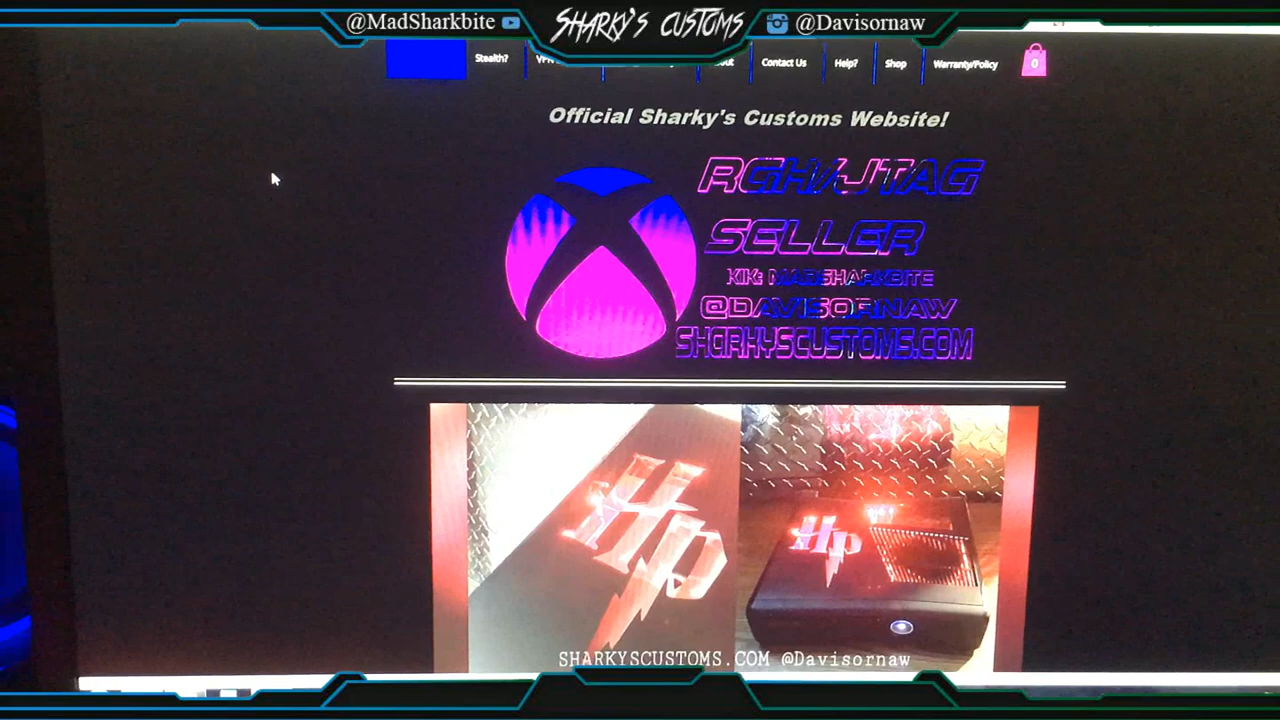 @MadSharkbite SHARKY'S CUSTOMS @Davisornaw
Stealth? Contact Us Help? Shop Warranty/Policy 0
Official Sharky's Customs Website!
RGH/JTAG
SELLER
KIK: MADSHARKBITE
@DAVISORNAW
SHARKYSCUSTOMS.COM
HP
HP
SHARKYSCUSTOMS.COM @Davisornaw